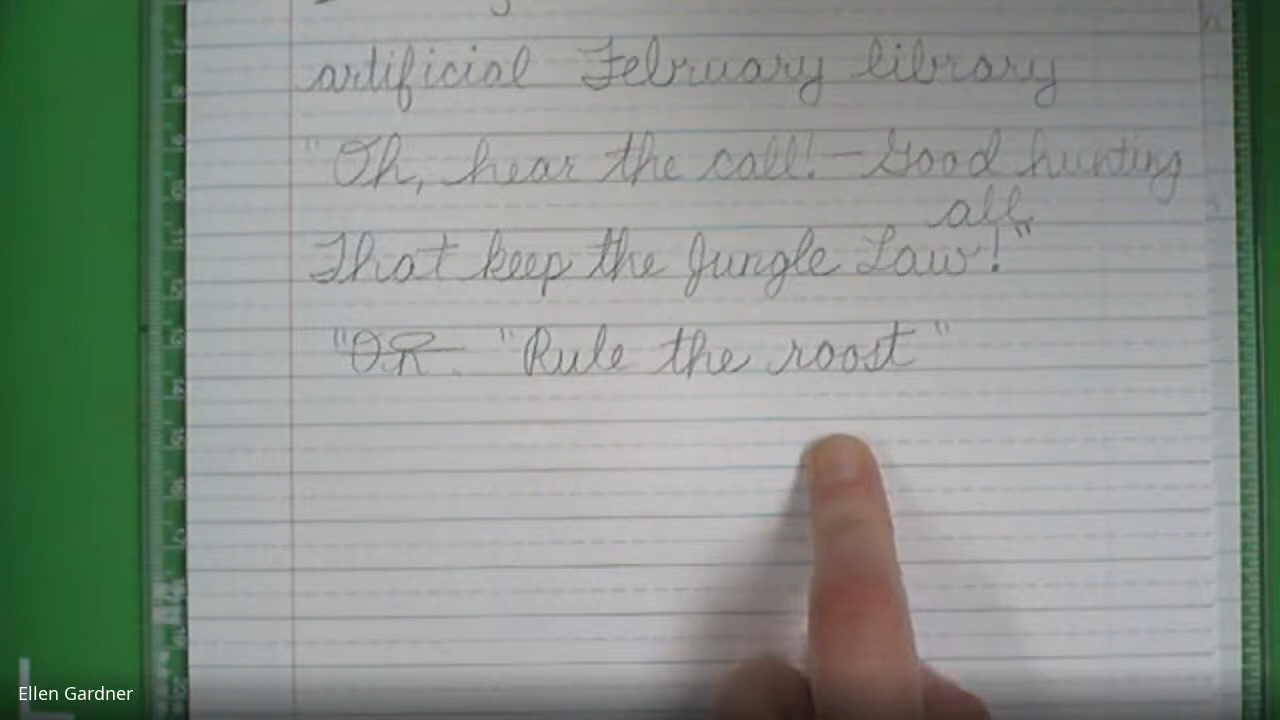 artificial February library
"Oh, hear the call!—Good hunting
all,
That keep the Jungle Law!"
"Rule the roost"
Ellen Gardner